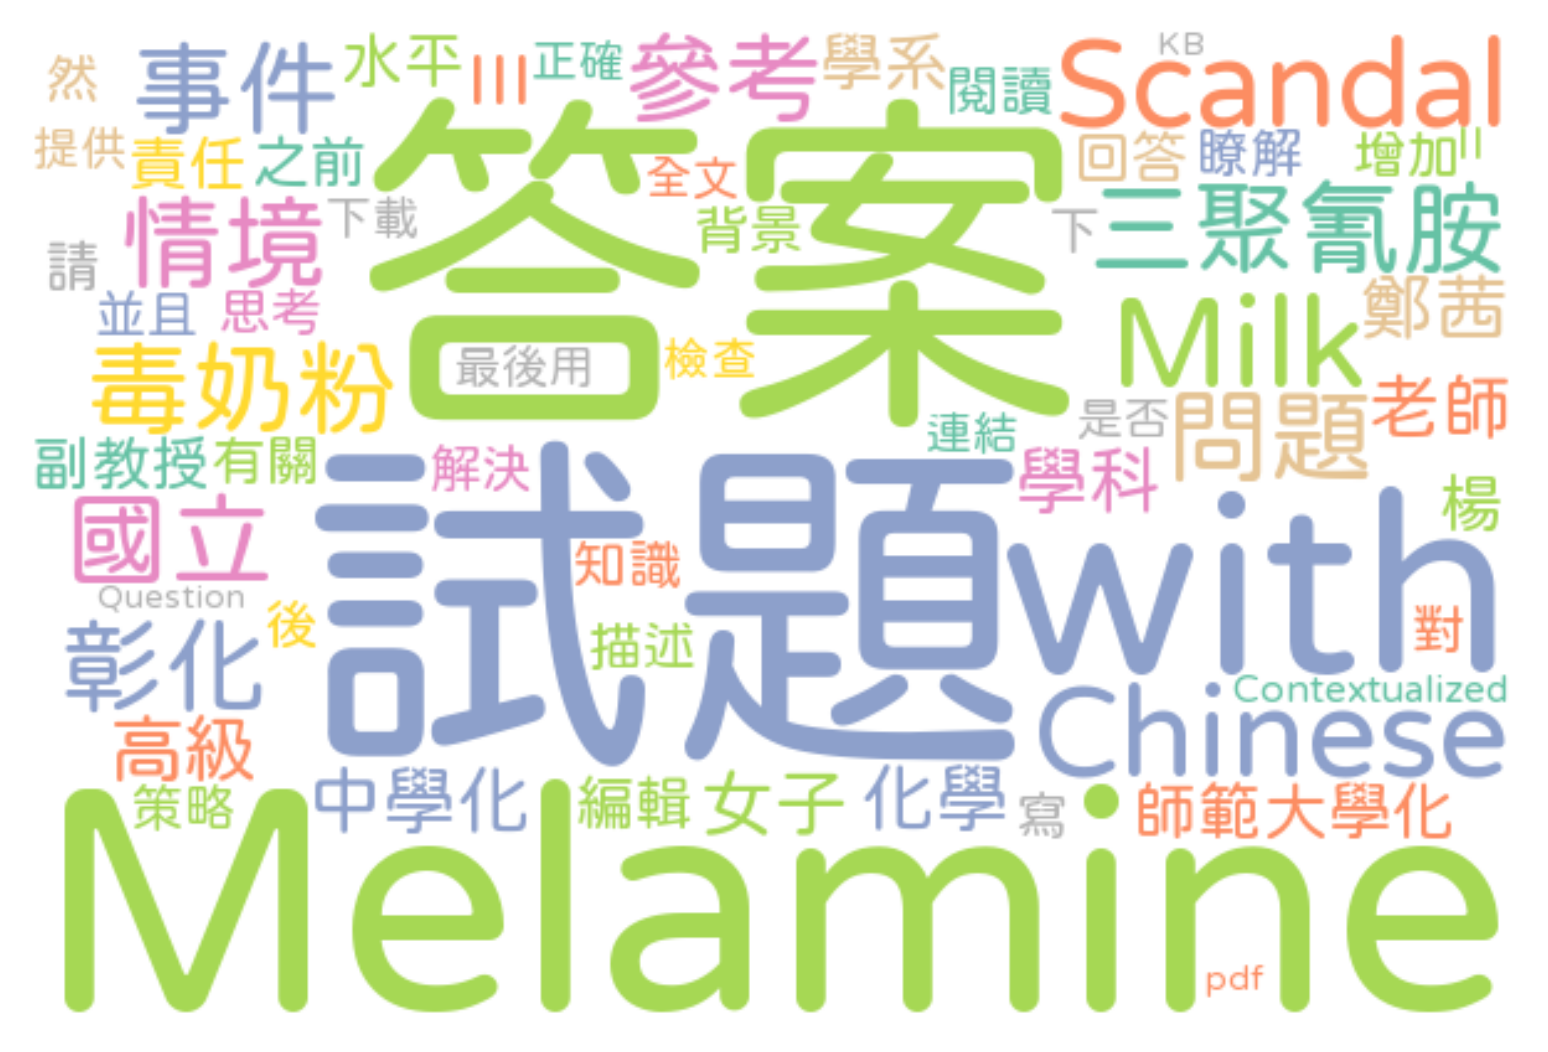 然
事件
水平
III
正確
參考
學系
閱讀
Scandal
KB
提供
責任
之前
答案
全文
背景
回答
瞭解
增加
II
情境
下載
下
三聚氰胺
請
並且
思考
Milk
鄭茜
毒奶粉
最後用
檢查
是否
問題
老師
副教授
有關
解決
連結
學科
試題
with
楊
國立
知識
Question
後
描述
對
彰化
Contextualized
Chinese
高級
策略
中學化
編輯
女子
化學
寫
師範大學化
Melamine
pdf